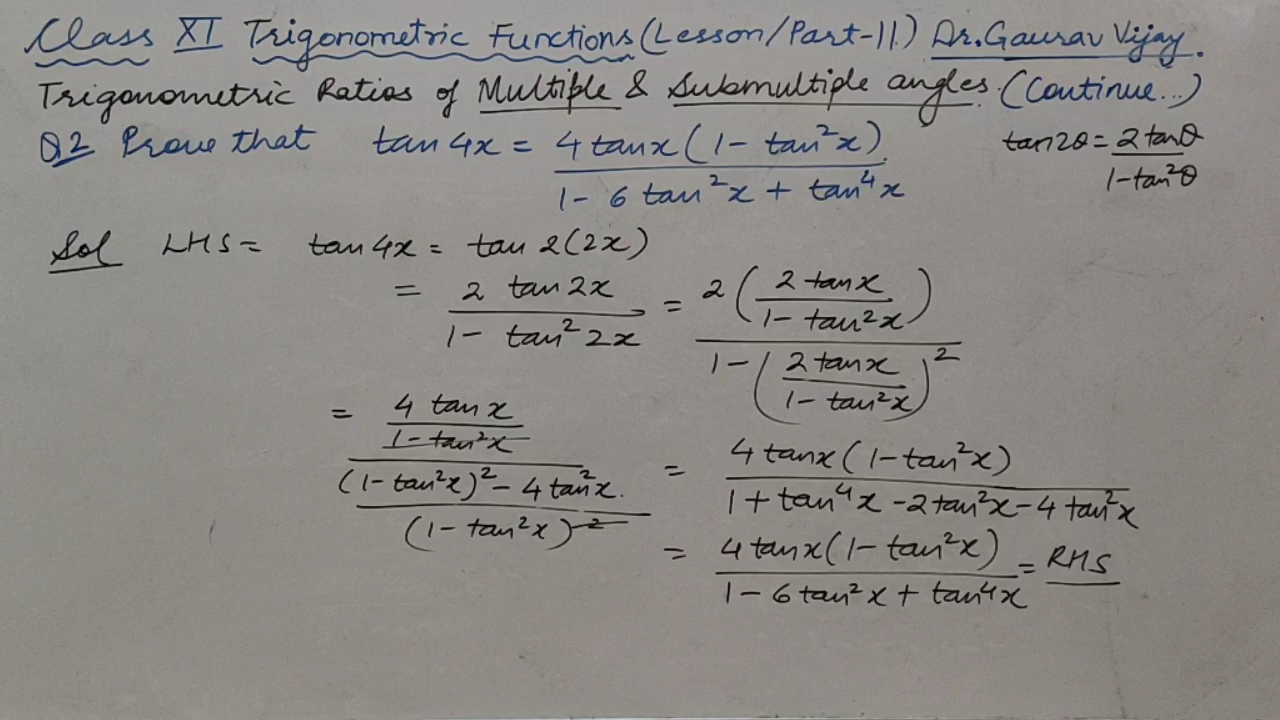 Class XI Trigonometric Functions (Lesson/Part-11) Dr. Gaurav Vijay.
Trigonometric Ratios of Multiple & Submultiple angles. (Continue...)
Q2 Prove that tan 4x = 4 tan x (1 - tan²x) / (1 - 6 tan²x + tan⁴x)
tan 2θ = 2 tan θ / (1 - tan²θ)
Sol LHS = tan 4x = tan 2(2x)
= 2 tan 2x / (1 - tan² 2x) = 2 (2 tan x / (1 - tan²x)) / (1 - (2 tan x / (1 - tan²x))²)
= (4 tan x / (1 - tan²x)) / (((1 - tan²x)² - 4 tan²x.) / (1 - tan²x)²) = 4 tan x (1 - tan²x) / (1 + tan⁴x - 2 tan²x - 4 tan²x)
= 4 tan x (1 - tan²x) / (1 - 6 tan²x + tan⁴x) = RHS